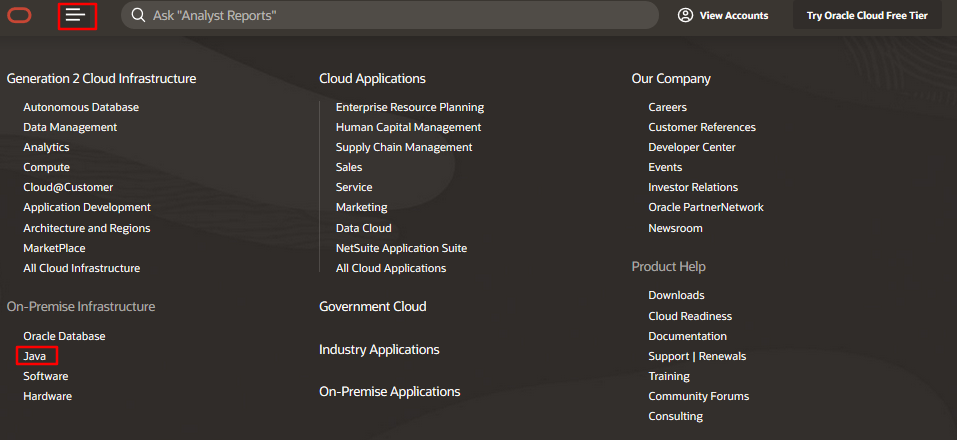 Ask "Analyst Reports"
View Accounts
Try Oracle Cloud Free Tier
Generation 2 Cloud Infrastructure
Autonomous Database
Data Management
Analytics
Compute
Cloud@Customer
Application Development
Architecture and Regions
MarketPlace
All Cloud Infrastructure
On-Premise Infrastructure
Oracle Database
Java
Software
Hardware
Cloud Applications
Enterprise Resource Planning
Human Capital Management
Supply Chain Management
Sales
Service
Marketing
Data Cloud
NetSuite Application Suite
All Cloud Applications
Government Cloud
Industry Applications
On-Premise Applications
Our Company
Careers
Customer References
Developer Center
Events
Investor Relations
Oracle PartnerNetwork
Newsroom
Product Help
Downloads
Cloud Readiness
Documentation
Support | Renewals
Training
Community Forums
Consulting